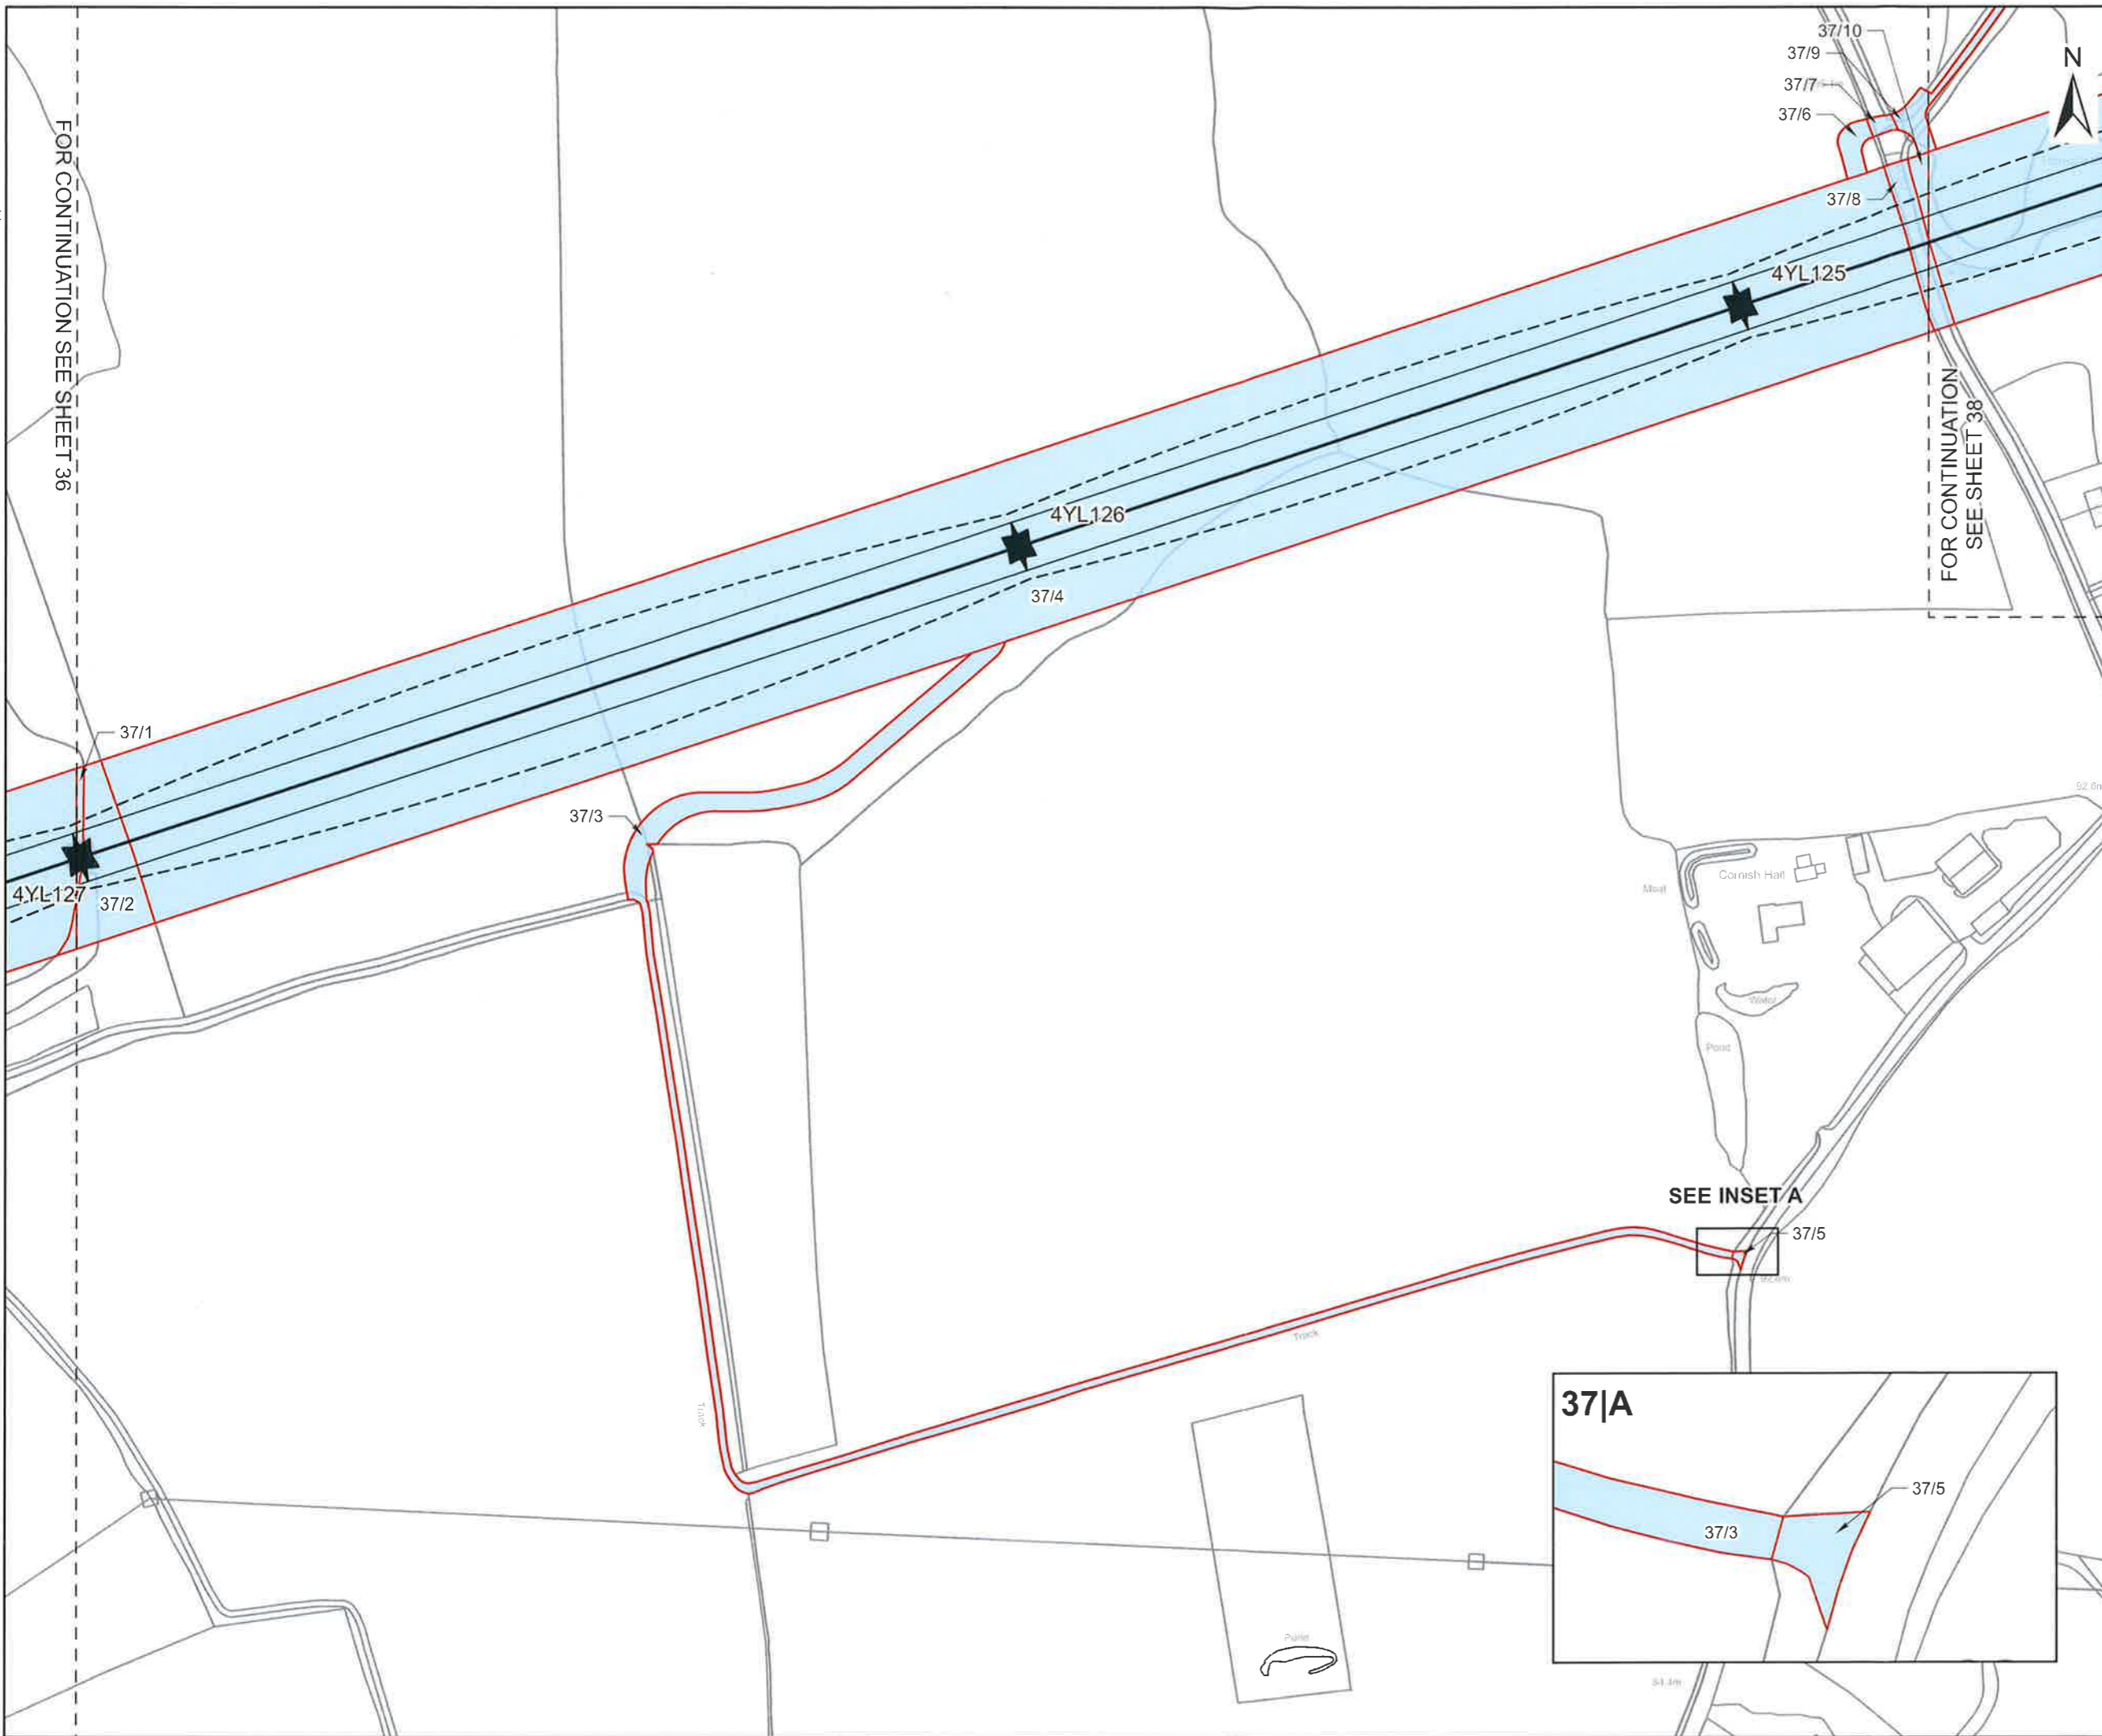 37/10
37/9
37/7
37/6
N
37/8
FOR CONTINUATION SEE SHEET 36
4YL125
FOR CONTINUATION
SEE SHEET 38
4YL126
37/4
37/1
37/3
4YL127
37/2
Cornish Hall
Moat
Water
Pond
SEE INSET A
37/5
Track
Track
37|A
37/5
37/3
Pond